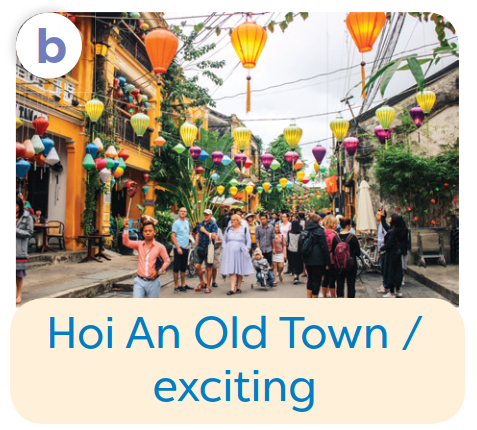 b
Hoi An Old Town /
exciting